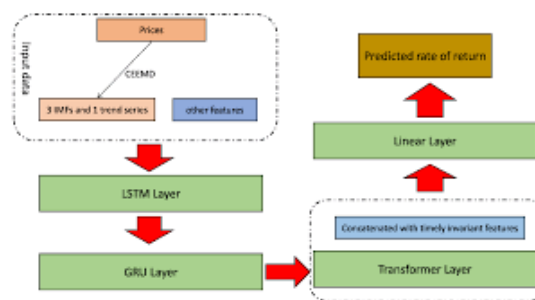 Input data
Prices
CEEMD
3 IMFs and 1 trend series
other features
LSTM Layer
GRU Layer
Predicted rate of return
Linear Layer
Concatenated with timely invariant features
Transformer Layer